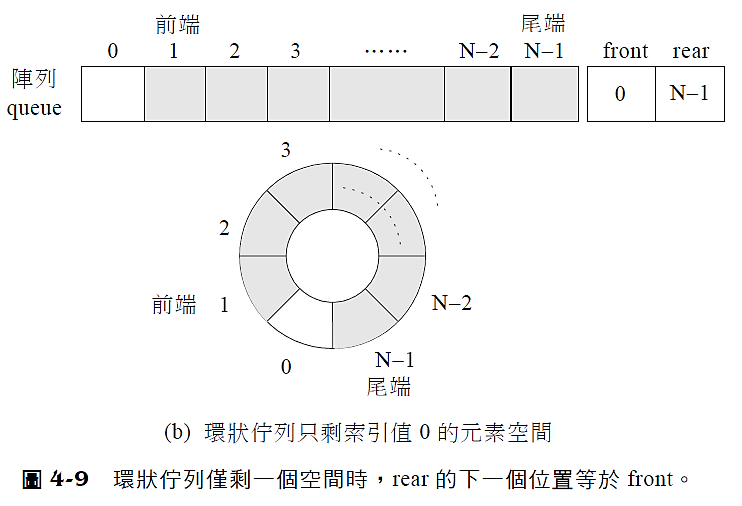 前端 尾端
0 1 2 3 …… N–2 N–1 front rear
陣列
queue
0 N–1
3
2
N–2
前端 1
N–1
0
尾端
(b) 環狀佇列只剩索引值 0 的元素空間
圖 4-9 環狀佇列僅剩一個空間時，rear 的下一個位置等於 front。